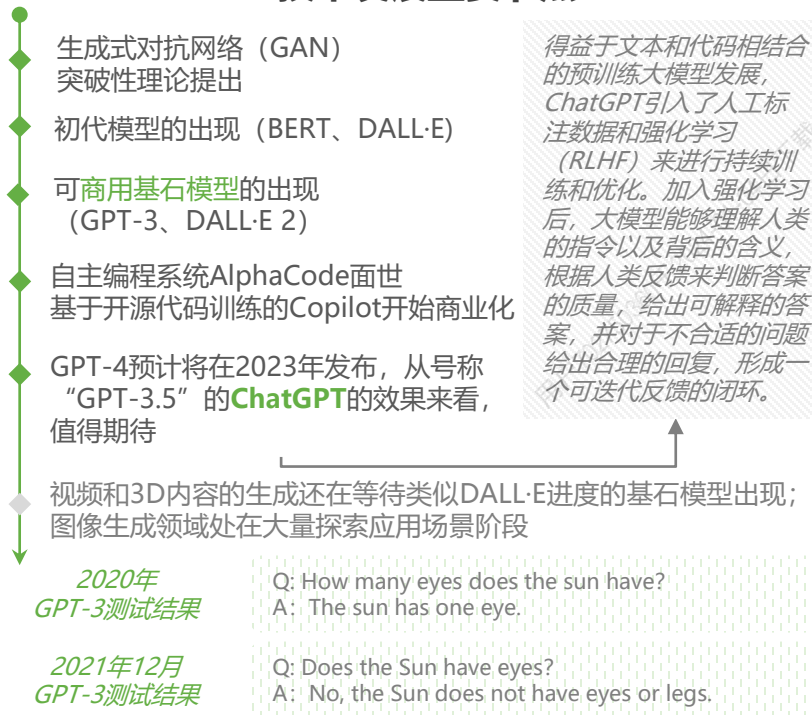 生成式对抗网络（GAN）
突破性理论提出
初代模型的出现（BERT、DALL·E)
可商用基石模型的出现
（GPT-3、DALL·E 2）
自主编程系统AlphaCode面世
基于开源代码训练的Copilot开始商业化
GPT-4预计将在2023年发布，从号称
“GPT-3.5”的ChatGPT的效果来看，
值得期待
得益于文本和代码相结合
的预训练大模型发展，
ChatGPT引入了人工标
注数据和强化学习
（RLHF）来进行持续训
练和优化。加入强化学习
后，大模型能够理解人类
的指令以及背后的含义，
根据人类反馈来判断答案
的质量，给出可解释的答
案，并对于不合适的问题
给出合理的回复，形成一
个可迭代反馈的闭环。
视频和3D内容的生成还在等待类似DALL·E进度的基石模型出现；
图像生成领域处在大量探索应用场景阶段
2020年
GPT-3测试结果
Q: How many eyes does the sun have?
A：The sun has one eye.
2021年12月
GPT-3测试结果
Q: Does the Sun have eyes?
A：No, the Sun does not have eyes or legs.